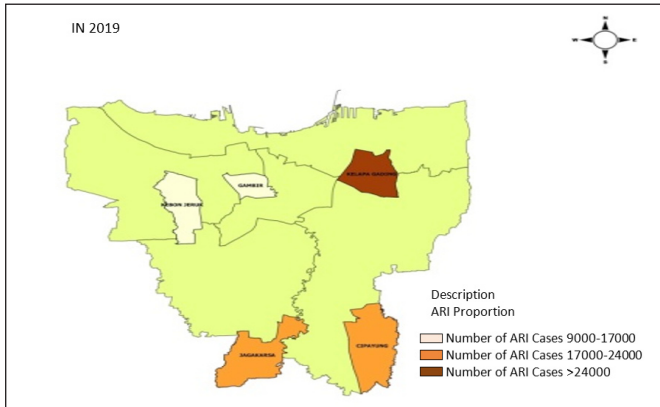 IN 2019
N
W
E
S
KELAPA GADING
GAMBIR
KEBON JERUK
JAGAKARSA
CIPAYUNG
Description
ARI Proportion
Number of ARI Cases 9000-17000
Number of ARI Cases 17000-24000
Number of ARI Cases >24000